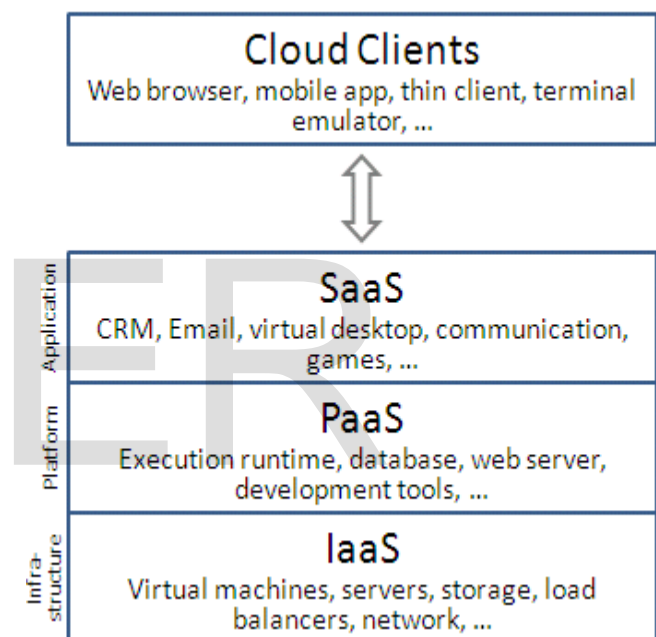 Cloud Clients
Web browser, mobile app, thin client, terminal
emulator, ...
Application
SaaS
CRM, Email, virtual desktop, communication,
games, ...
Platform
PaaS
Execution runtime, database, web server,
development tools, ...
Infra-
structure
IaaS
Virtual machines, servers, storage, load
balancers, network, ...
ER